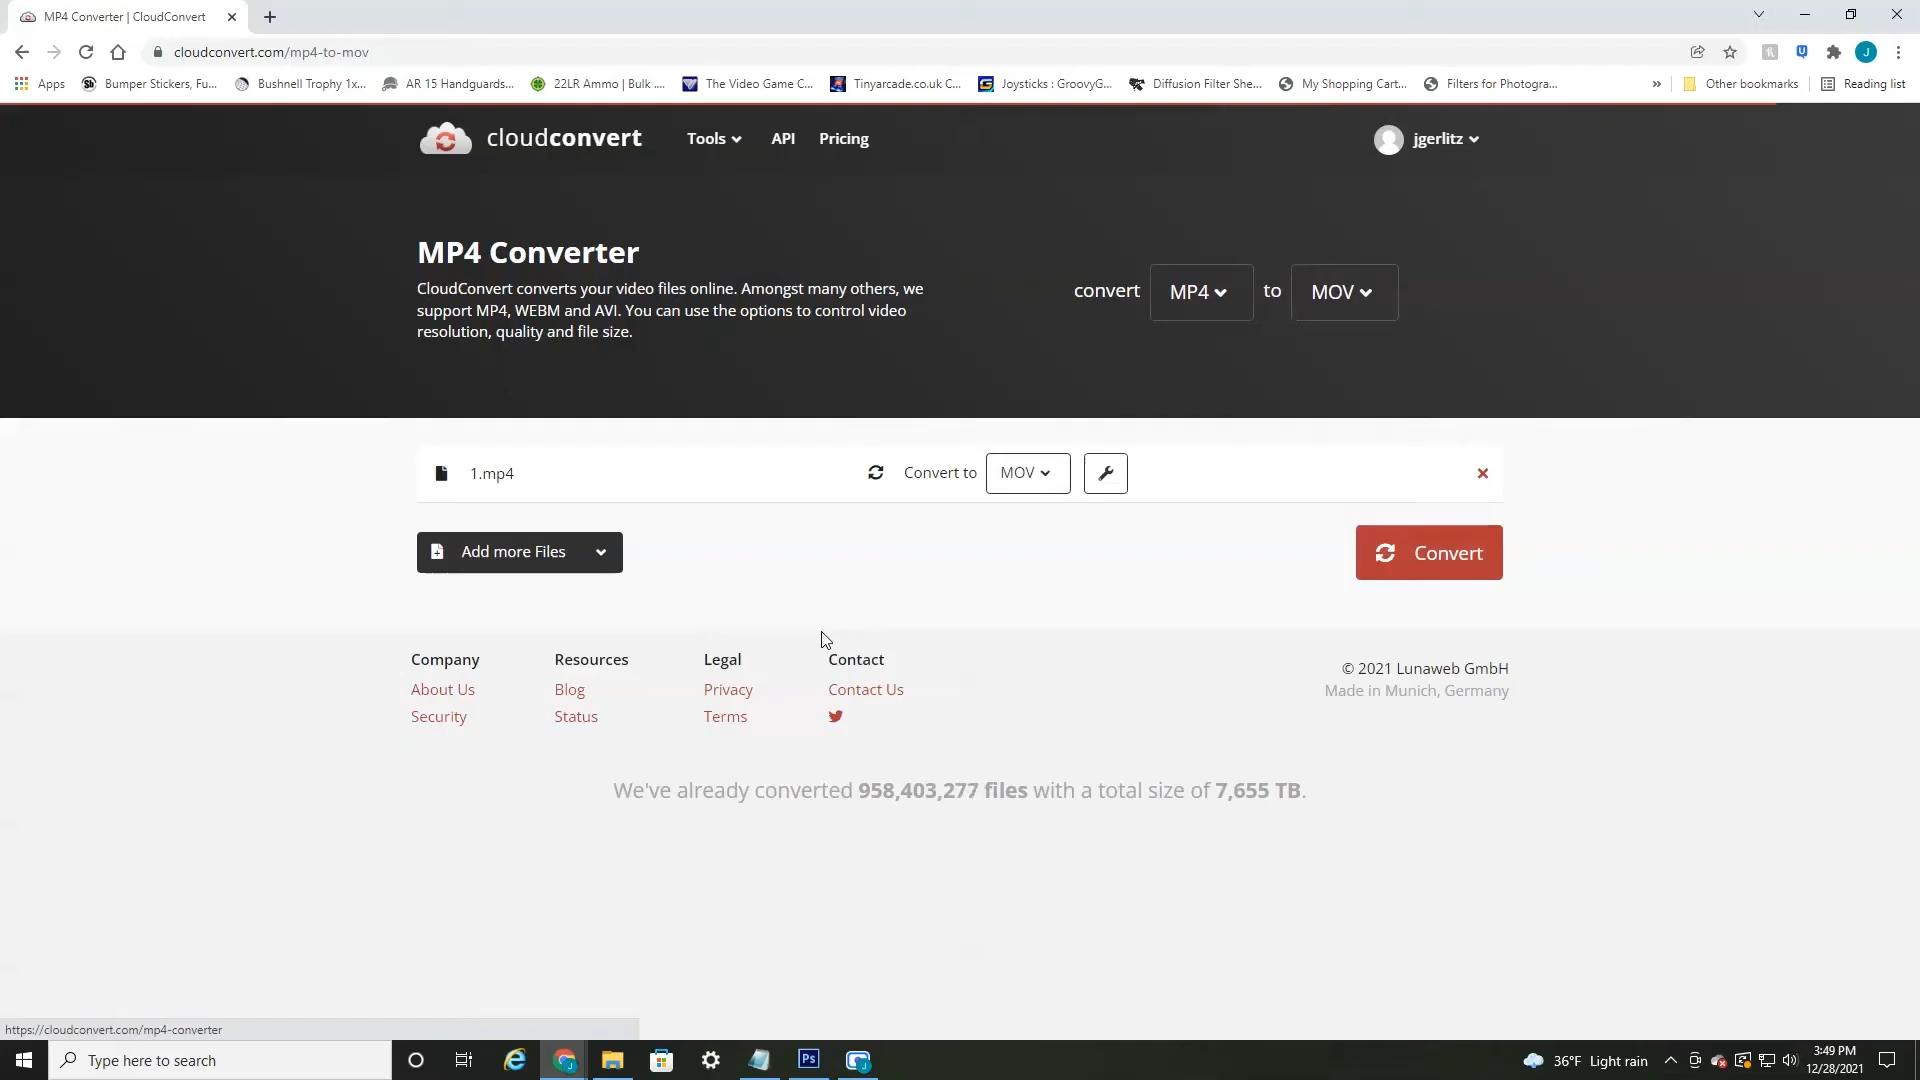 MP4 Converter | CloudConvert
cloudconvert.com/mp4-to-mov
J
Apps
Sb
Bumper Stickers, Fu...
Bushnell Trophy 1x...
AR 15 Handguards...
22LR Ammo | Bulk ....
The Video Game C...
Tinyarcade.co.uk C...
Joysticks : GroovyG...
Diffusion Filter She...
My Shopping Cart...
Filters for Photogra...
»
Other bookmarks
Reading list
cloudconvert
Tools
API
Pricing
jgerlitz
MP4 Converter
CloudConvert converts your video files online. Amongst many others, we
support MP4, WEBM and AVI. You can use the options to control video
resolution, quality and file size.
convert MP4 to MOV
1.mp4
Convert to MOV
Add more Files
Convert
Company
About Us
Security
Resources
Blog
Status
Legal
Privacy
Terms
Contact
Contact Us
© 2021 Lunaweb GmbH
Made in Munich, Germany
We've already converted 958,403,277 files with a total size of 7,655 TB.
https://cloudconvert.com/mp4-converter
Type here to search
Ps
36°F Light rain
3:49 PM
12/28/2021